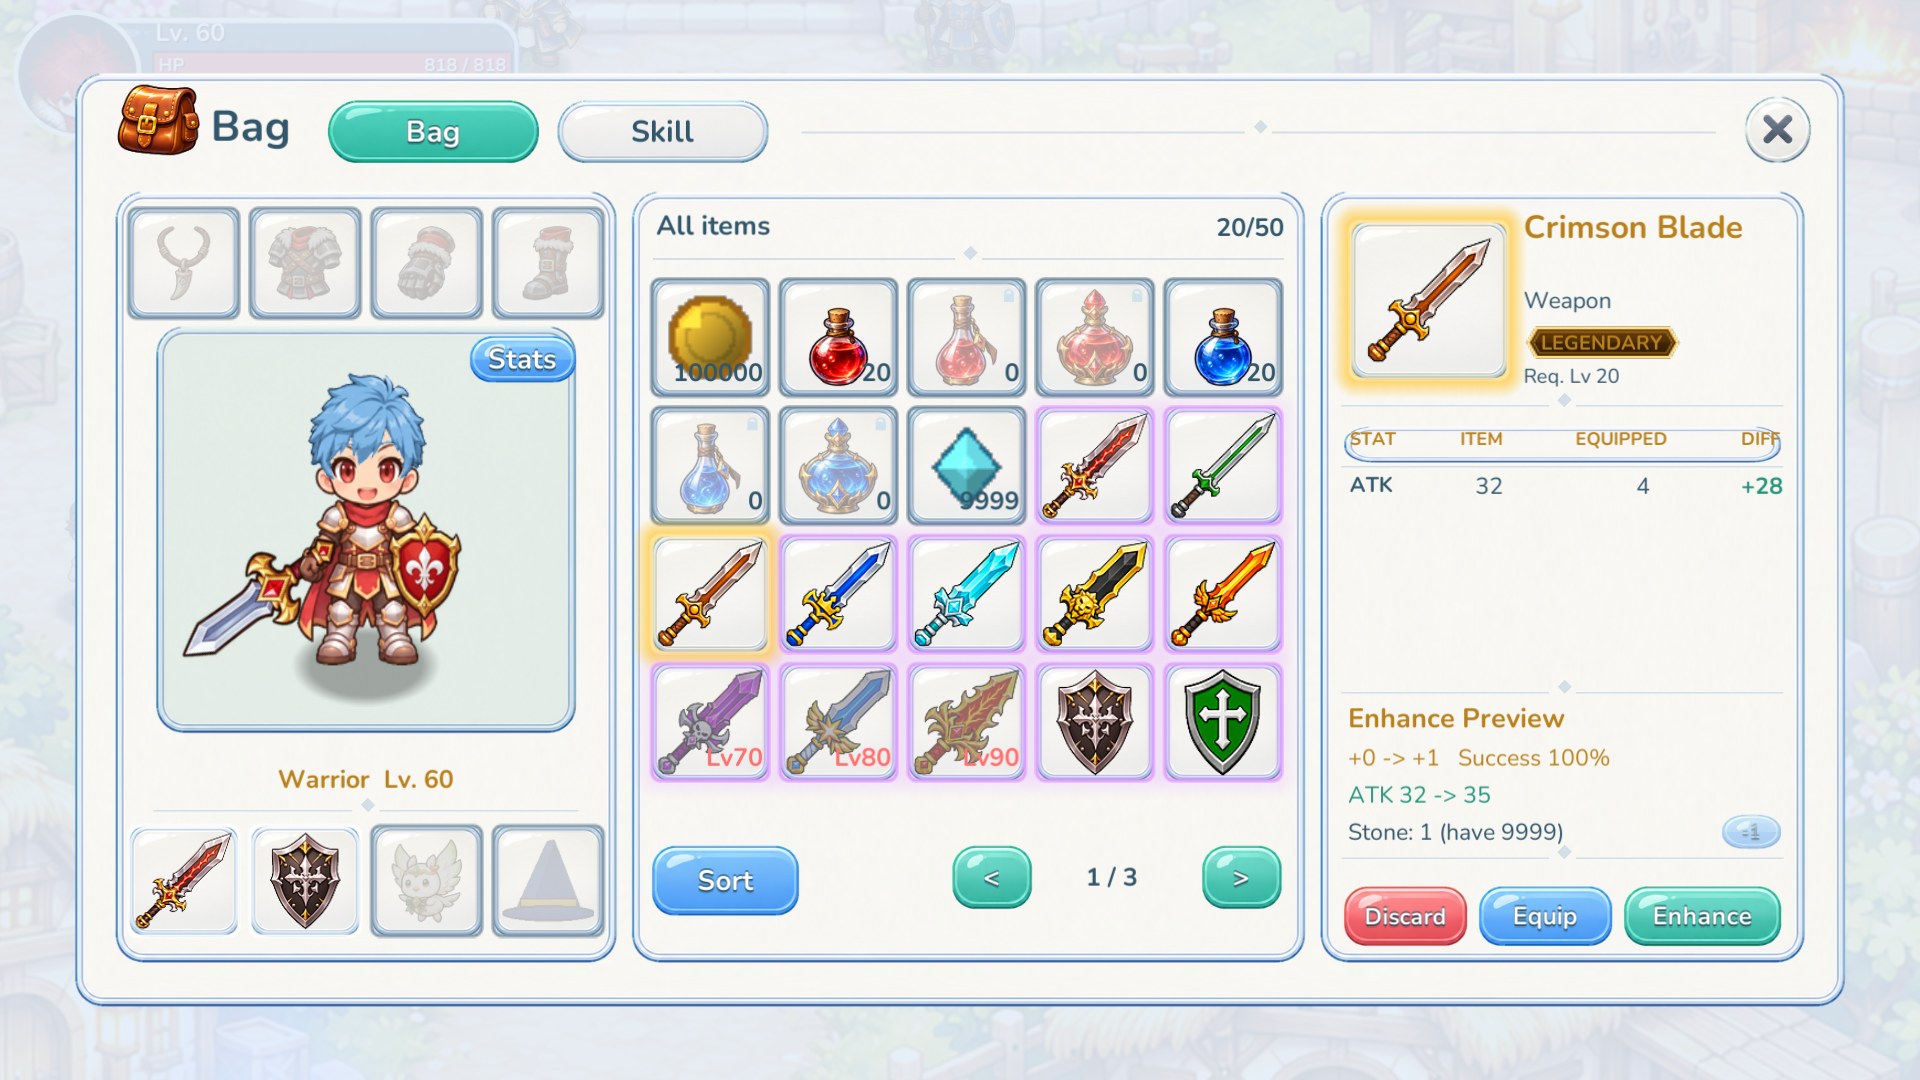 Lv. 60
HP 818 / 818
Bag
Bag
Skill
Stats
Warrior Lv. 60
All items
20/50
100000
20
0
0
20
0
0
9999
Lv70
Lv80
Lv90
Sort
<
1 / 3
>
Crimson Blade
Weapon
LEGENDARY
Req. Lv 20
STAT ITEM EQUIPPED DIFF
ATK 32 4 +28
Enhance Preview
+0 -> +1 Success 100%
ATK 32 -> 35
Stone: 1 (have 9999)
Discard
Equip
Enhance